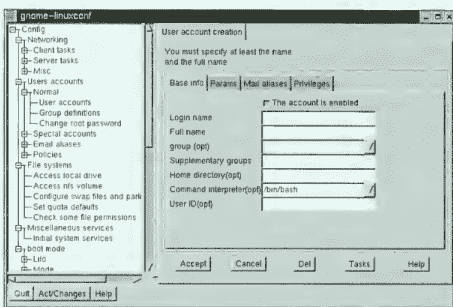 gnome-linuxconf
Config
Networking
Client tasks
Server tasks
Misc
Users accounts
Normal
User accounts
Group definitions
Change root password
Special accounts
Email aliases
Policies
File systems
Access local drive
Access nfs volume
Configure swap files and parti
Set quota defaults
Check some file permissions
Miscellaneous services
Initial system services
boot mode
Lilo
Mode
Quit
Act/Changes
Help
User account creation
You must specify at least the name
and the full name
Base info
Params
Mail aliases
Privileges
The account is enabled
Login name
Full name
group (opt)
Supplementary groups
Home directory(opt)
Command interpreter(opt) /bin/bash
User ID(opt)
Accept
Cancel
Del
Tasks
Help